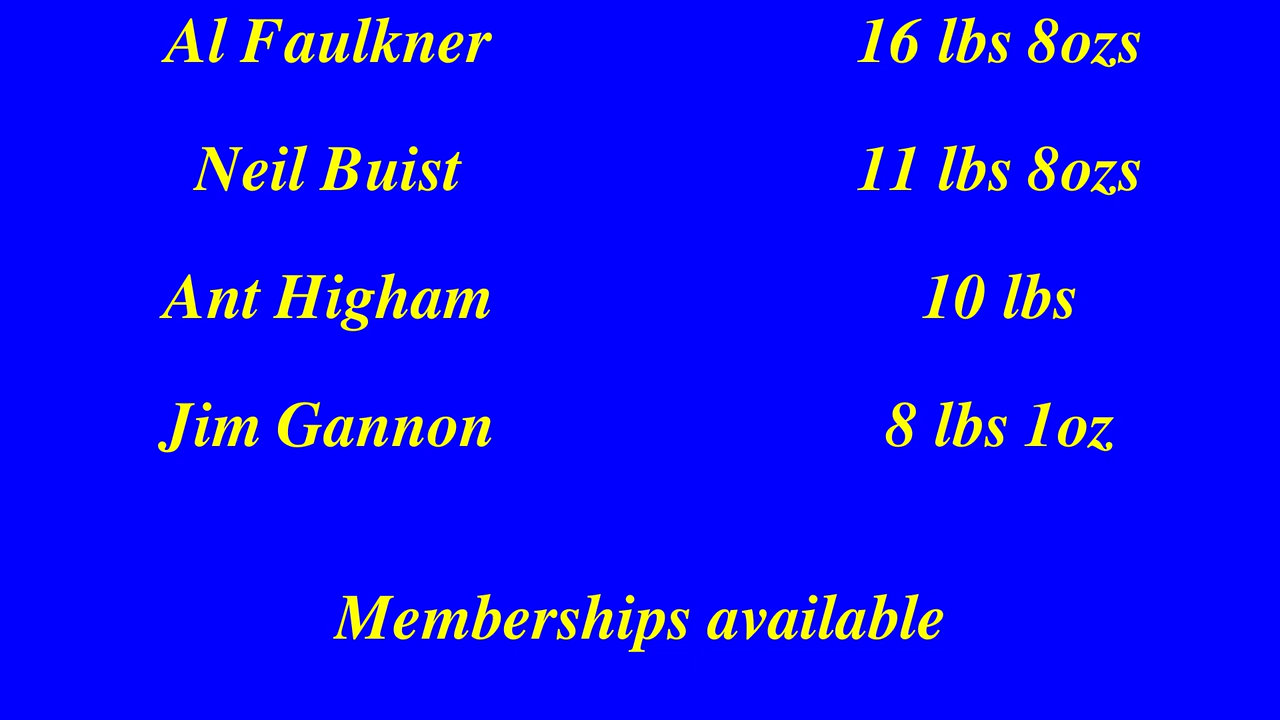 Al Faulkner 16 lbs 8ozs
Neil Buist 11 lbs 8ozs
Ant Higham 10 lbs
Jim Gannon 8 lbs 1oz
Memberships available